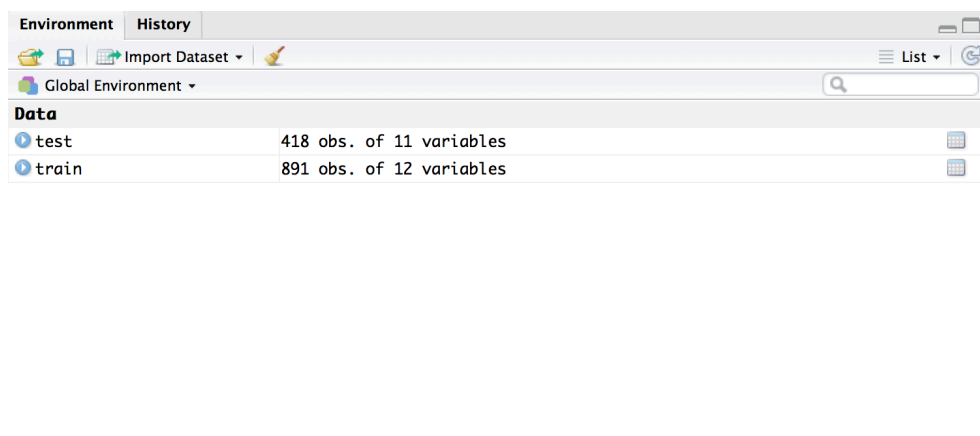 Environment History
Import Dataset List
Global Environment
Data
test 418 obs. of 11 variables
train 891 obs. of 12 variables